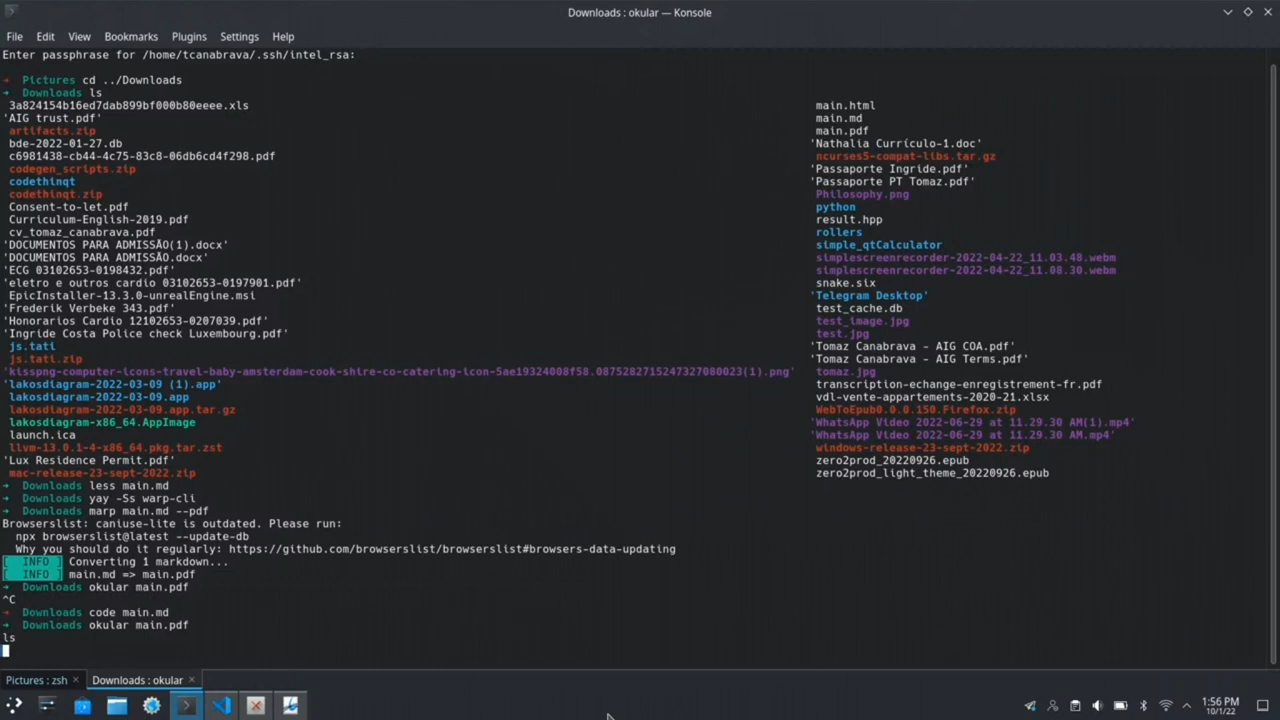 Downloads : okular — Konsole
File Edit View Bookmarks Plugins Settings Help
Enter passphrase for /home/tcanabrava/.ssh/intel_rsa:
➜ Pictures cd ../Downloads
➜ Downloads ls
3a824154b16ed7dab899bf000b80eeee.xls main.html
'AIG trust.pdf' main.md
artifacts.zip main.pdf
bde-2022-01-27.db 'Nathalia Currículo-1.doc'
c6981438-cb44-4c75-83c8-06db6cd4f298.pdf ncurses5-compat-libs.tar.gz
codegen_scripts.zip 'Passaporte Ingride.pdf'
codethinqt 'Passaporte PT Tomaz.pdf'
codethinqt.zip Philosophy.png
Consent-to-let.pdf python
Curriculum-English-2019.pdf result.hpp
cv_tomaz_canabrava.pdf rollers
'DOCUMENTOS PARA ADMISSÃO(1).docx' simple_qtCalculator
'DOCUMENTOS PARA ADMISSÃO.docx' simplescreenrecorder-2022-04-22_11.03.48.webm
'ECG 03102653-0198432.pdf' simplescreenrecorder-2022-04-22_11.08.30.webm
'eletro e outros cardio 03102653-0197901.pdf' snake.six
EpicInstaller-13.3.0-unrealEngine.msi 'Telegram Desktop'
'Frederik Verbeke 343.pdf' test_cache.db
'Honorarios Cardio 12102653-0207039.pdf' test_image.jpg
'Ingride Costa Police check Luxembourg.pdf' test.jpg
js.tati 'Tomaz Canabrava - AIG COA.pdf'
js.tati.zip 'Tomaz Canabrava - AIG Terms.pdf'
'kisspng-computer-icons-travel-baby-amsterdam-cook-shire-co-catering-icon-5ae19324008f58.0875282715247327080023(1).png' tomaz.jpg
'lakosdiagram-2022-03-09 (1).app' transcription-echange-enregistrement-fr.pdf
lakosdiagram-2022-03-09.app vdl-vente-appartements-2020-21.xlsx
lakosdiagram-2022-03-09.app.tar.gz WebToEpub0.0.0.150.Firefox.zip
lakosdiagram-x86_64.AppImage 'WhatsApp Video 2022-06-29 at 11.29.30 AM(1).mp4'
launch.ica 'WhatsApp Video 2022-06-29 at 11.29.30 AM.mp4'
llvm-13.0.1-4-x86_64.pkg.tar.zst windows-release-23-sept-2022.zip
'Lux Residence Permit.pdf' zero2prod_20220926.epub
mac-release-23-sept-2022.zip zero2prod_light_theme_20220926.epub
➜ Downloads less main.md
➜ Downloads yay -Ss warp-cli
➜ Downloads marp main.md --pdf
Browserslist: caniuse-lite is outdated. Please run:
npx browserslist@latest --update-db
Why you should do it regularly: https://github.com/browserslist/browserslist#browsers-data-updating
[ INFO ] Converting 1 markdown...
[ INFO ] main.md => main.pdf
➜ Downloads okular main.pdf
^C
➜ Downloads code main.md
➜ Downloads okular main.pdf
ls
Pictures : zsh Downloads : okular
1:56 PM
10/1/22